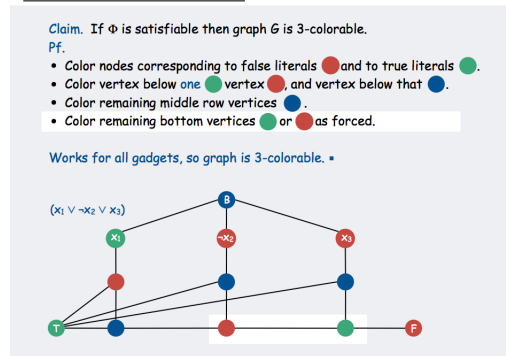 Claim. If Φ is satisfiable then graph G is 3-colorable.
Pf.
• Color nodes corresponding to false literals and to true literals .
• Color vertex below one vertex , and vertex below that .
• Color remaining middle row vertices .
• Color remaining bottom vertices or as forced.
Works for all gadgets, so graph is 3-colorable. ▪
(x₁ ∨ ¬x₂ ∨ x₃)
B
x₁ ¬x₂ x₃
T F